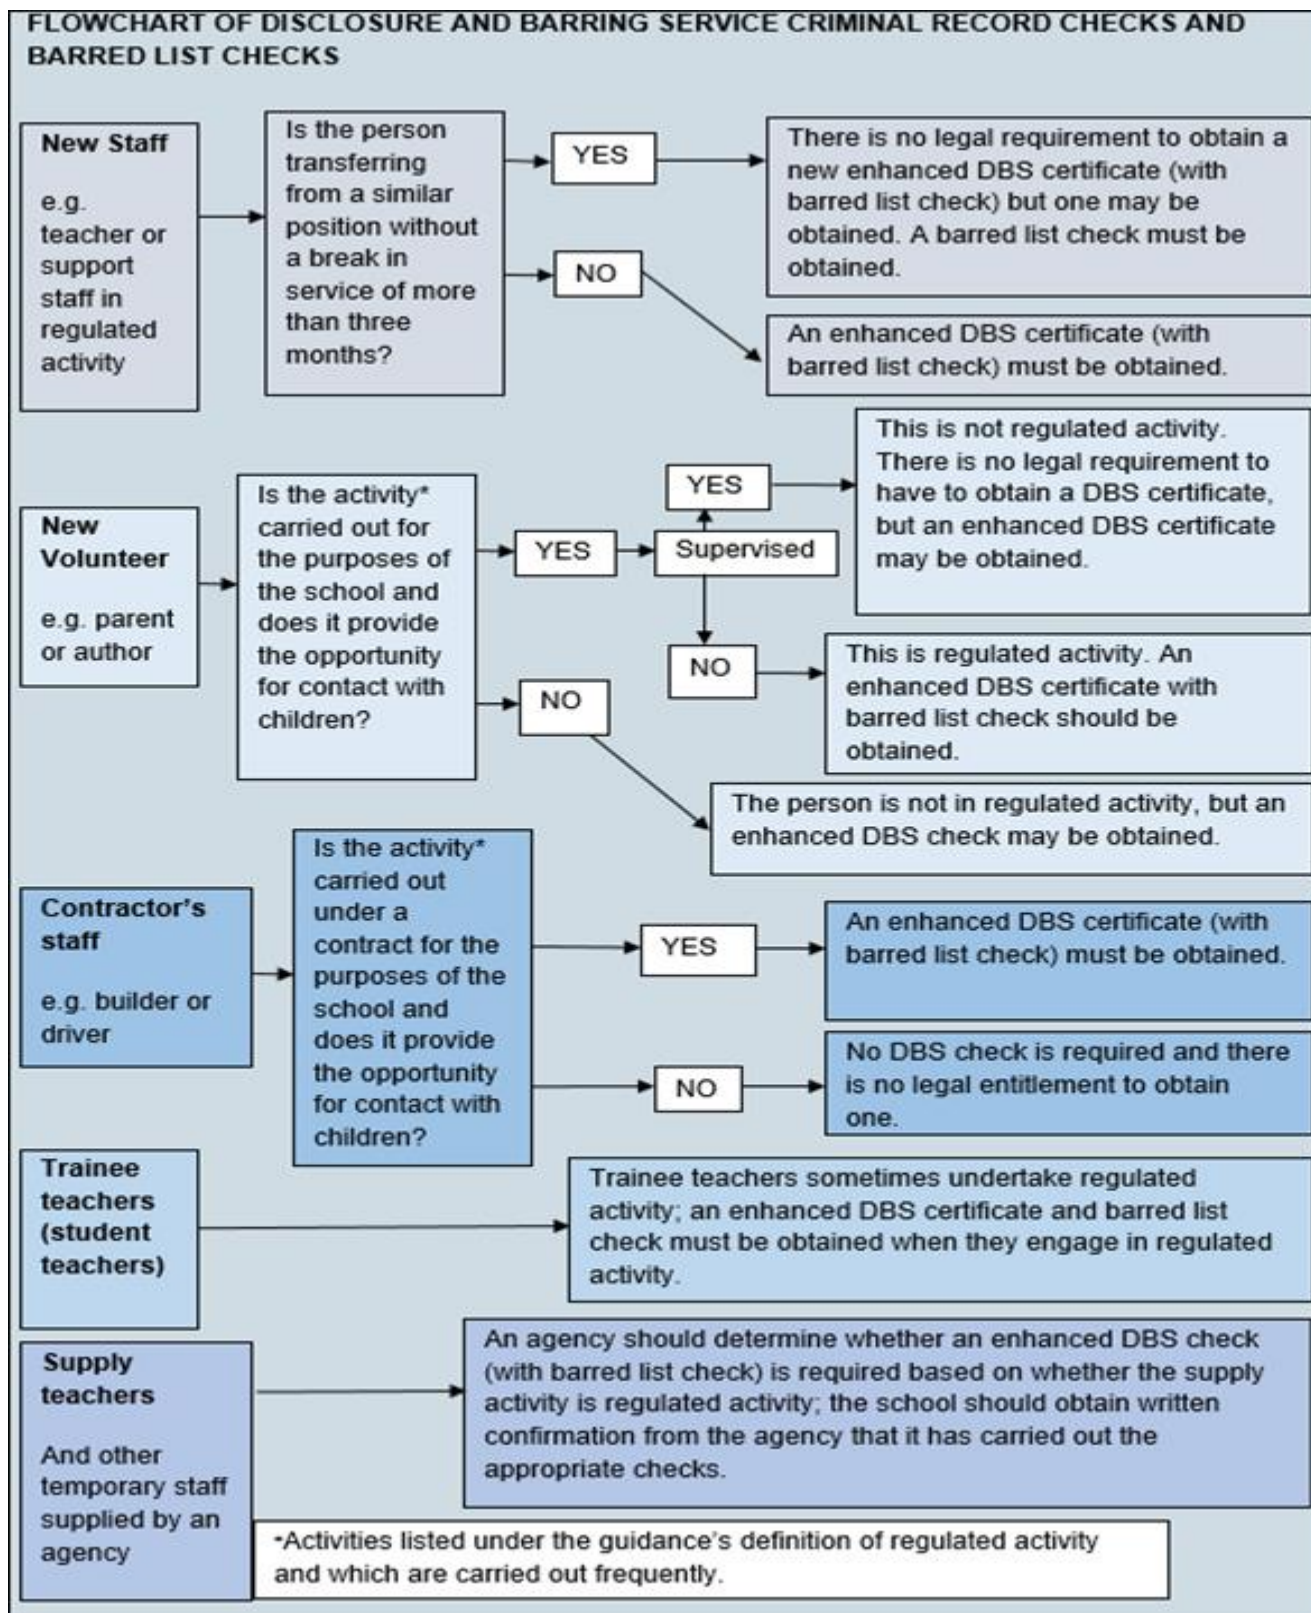 FLOWCHART OF DISCLOSURE AND BARRING SERVICE CRIMINAL RECORD CHECKS AND
BARRED LIST CHECKS
New Staff
e.g.
teacher or
support
staff in
regulated
activity
Is the person
transferring
from a similar
position without
a break in
service of more
than three
months?
YES
There is no legal requirement to obtain a
new enhanced DBS certificate (with
barred list check) but one may be
obtained. A barred list check must be
obtained.
NO
An enhanced DBS certificate (with
barred list check) must be obtained.
New
Volunteer
e.g. parent
or author
Is the activity*
carried out for
the purposes of
the school and
does it provide
the opportunity
for contact with
children?
YES
Supervised
YES
This is not regulated activity.
There is no legal requirement to
have to obtain a DBS certificate,
but an enhanced DBS certificate
may be obtained.
NO
This is regulated activity. An
enhanced DBS certificate with
barred list check should be
obtained.
NO
The person is not in regulated activity, but an
enhanced DBS check may be obtained.
Contractor's
staff
e.g. builder or
driver
Is the activity*
carried out
under a
contract for the
purposes of the
school and
does it provide
the opportunity
for contact with
children?
YES
An enhanced DBS certificate (with
barred list check) must be obtained.
NO
No DBS check is required and there
is no legal entitlement to obtain
one.
Trainee
teachers
(student
teachers)
Trainee teachers sometimes undertake regulated
activity; an enhanced DBS certificate and barred list
check must be obtained when they engage in regulated
activity.
Supply
teachers
And other
temporary staff
supplied by an
agency
An agency should determine whether an enhanced DBS check
(with barred list check) is required based on whether the supply
activity is regulated activity; the school should obtain written
confirmation from the agency that it has carried out the
appropriate checks.
*Activities listed under the guidance's definition of regulated activity
and which are carried out frequently.